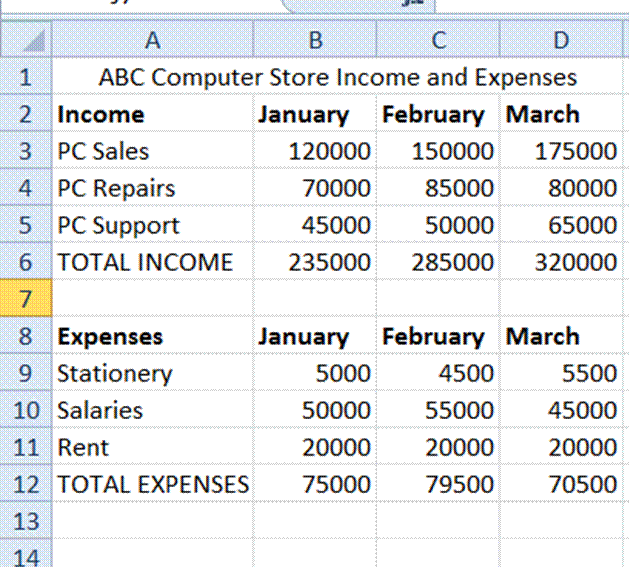 A B C D
1 ABC Computer Store Income and Expenses
2 Income January February March
3 PC Sales 120000 150000 175000
4 PC Repairs 70000 85000 80000
5 PC Support 45000 50000 65000
6 TOTAL INCOME 235000 285000 320000
7
8 Expenses January February March
9 Stationery 5000 4500 5500
10 Salaries 50000 55000 45000
11 Rent 20000 20000 20000
12 TOTAL EXPENSES 75000 79500 70500
13
14